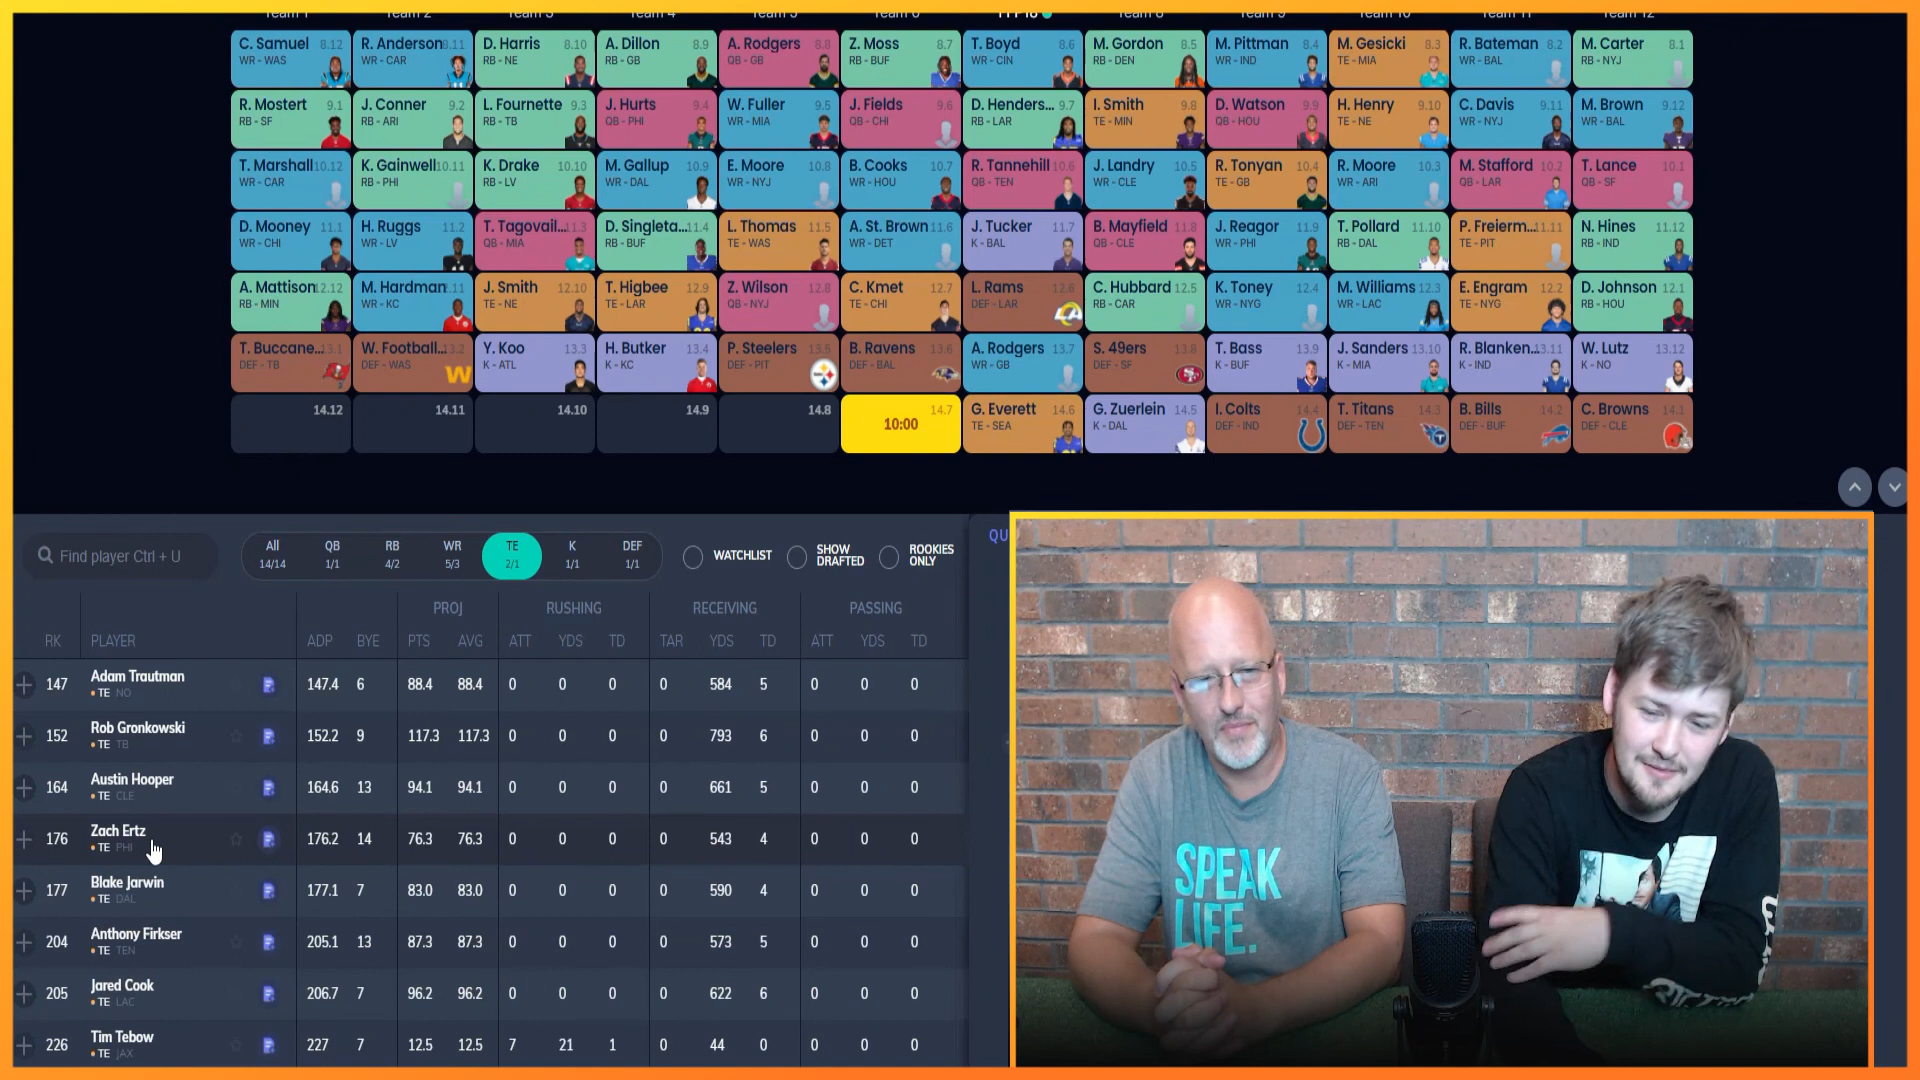 C. Samuel 8.12 R. Anderson 8.11 D. Harris 8.10 A. Dillon 8.9 A. Rodgers 8.8 Z. Moss 8.7 T. Boyd 8.6 M. Gordon 8.5 M. Pittman 8.4 M. Gesicki 8.3 R. Bateman 8.2 M. Carter 8.1
WR - WAS WR - CAR RB - NE RB - GB QB - GB RB - BUF WR - CIN RB - DEN WR - IND TE - MIA WR - BAL RB - NYJ
R. Mostert 9.1 J. Conner 9.2 L. Fournette 9.3 J. Hurts 9.4 W. Fuller 9.5 J. Fields 9.6 D. Henders... 9.7 I. Smith 9.8 D. Watson 9.9 H. Henry 9.10 C. Davis 9.11 M. Brown 9.12
RB - SF RB - ARI RB - TB QB - PHI WR - MIA QB - CHI RB - LAR TE - MIN QB - HOU TE - NE WR - NYJ WR - BAL
T. Marshall 10.12 K. Gainwell 10.11 K. Drake 10.10 M. Gallup 10.9 E. Moore 10.8 B. Cooks 10.7 R. Tannehill 10.6 J. Landry 10.5 R. Tonyan 10.4 R. Moore 10.3 M. Stafford 10.2 T. Lance 10.1
WR - CAR RB - PHI RB - LV WR - DAL WR - NYJ WR - HOU QB - TEN WR - CLE TE - GB WR - ARI QB - LAR QB - SF
D. Mooney 11.1 H. Ruggs 11.2 T. Tagovail... 11.3 D. Singleta... 11.4 L. Thomas 11.5 A. St. Brown 11.6 J. Tucker 11.7 B. Mayfield 11.8 J. Reagor 11.9 T. Pollard 11.10 P. Freierm... 11.11 N. Hines 11.12
WR - CHI WR - LV QB - MIA RB - BUF TE - WAS WR - DET K - BAL QB - CLE WR - PHI RB - DAL TE - PIT RB - IND
A. Mattison 12.12 M. Hardman J. Smith 12.10 T. Higbee 12.9 Z. Wilson 12.8 C. Kmet 12.7 L. Rams 12.6 C. Hubbard 12.5 K. Toney 12.4 M. Williams 12.3 E. Engram 12.2 D. Johnson 12.1
RB - MIN WR - KC TE - NE TE - LAR QB - NYJ TE - CHI DEF - LAR RB - CAR WR - NYG WR - LAC TE - NYG RB - HOU
T. Buccane... 13.1 W. Football... 13.2 Y. Koo 13.3 H. Butker 13.4 P. Steelers 13.5 B. Ravens 13.6 A. Rodgers 13.7 S. 49ers 13.8 T. Bass 13.9 J. Sanders 13.10 R. Blanken... 13.11 W. Lutz 13.12
DEF - TB DEF - WAS K - ATL K - KC DEF - PIT DEF - BAL WR - GB DEF - SF K - BUF K - MIA K - IND K - NO
14.12 14.11 14.10 14.9 14.8 14.7 G. Everett 14.6 G. Zuerlein 14.5 I. Colts 14.4 T. Titans 14.3 B. Bills 14.2 C. Browns 14.1
10:00 TE - SEA K - DAL DEF - IND DEF - TEN DEF - BUF DEF - CLE
QU
Find player Ctrl + U
All QB RB WR TE K DEF
14/14 1/1 4/2 5/3 2/1 1/1 1/1
WATCHLIST
SHOW DRAFTED
ROOKIES ONLY
PROJ RUSHING RECEIVING PASSING
RK PLAYER ADP BYE PTS AVG ATT YDS TD TAR YDS TD ATT YDS TD
147 Adam Trautman 147.4 6 88.4 88.4 0 0 0 0 584 5 0 0 0
TE NO
152 Rob Gronkowski 152.2 9 117.3 117.3 0 0 0 0 793 6 0 0 0
TE TB
164 Austin Hooper 164.6 13 94.1 94.1 0 0 0 0 661 5 0 0 0
TE CLE
176 Zach Ertz 176.2 14 76.3 76.3 0 0 0 0 543 4 0 0 0
TE PHI
177 Blake Jarwin 177.1 7 83.0 83.0 0 0 0 0 590 4 0 0 0
TE DAL
204 Anthony Firkser 205.1 13 87.3 87.3 0 0 0 0 573 5 0 0 0
TE TEN
205 Jared Cook 206.7 7 96.2 96.2 0 0 0 0 622 6 0 0 0
TE LAC
226 Tim Tebow 227 7 12.5 12.5 7 21 1 0 44 0 0 0 0
TE JAX
SPEAK
LIFE.